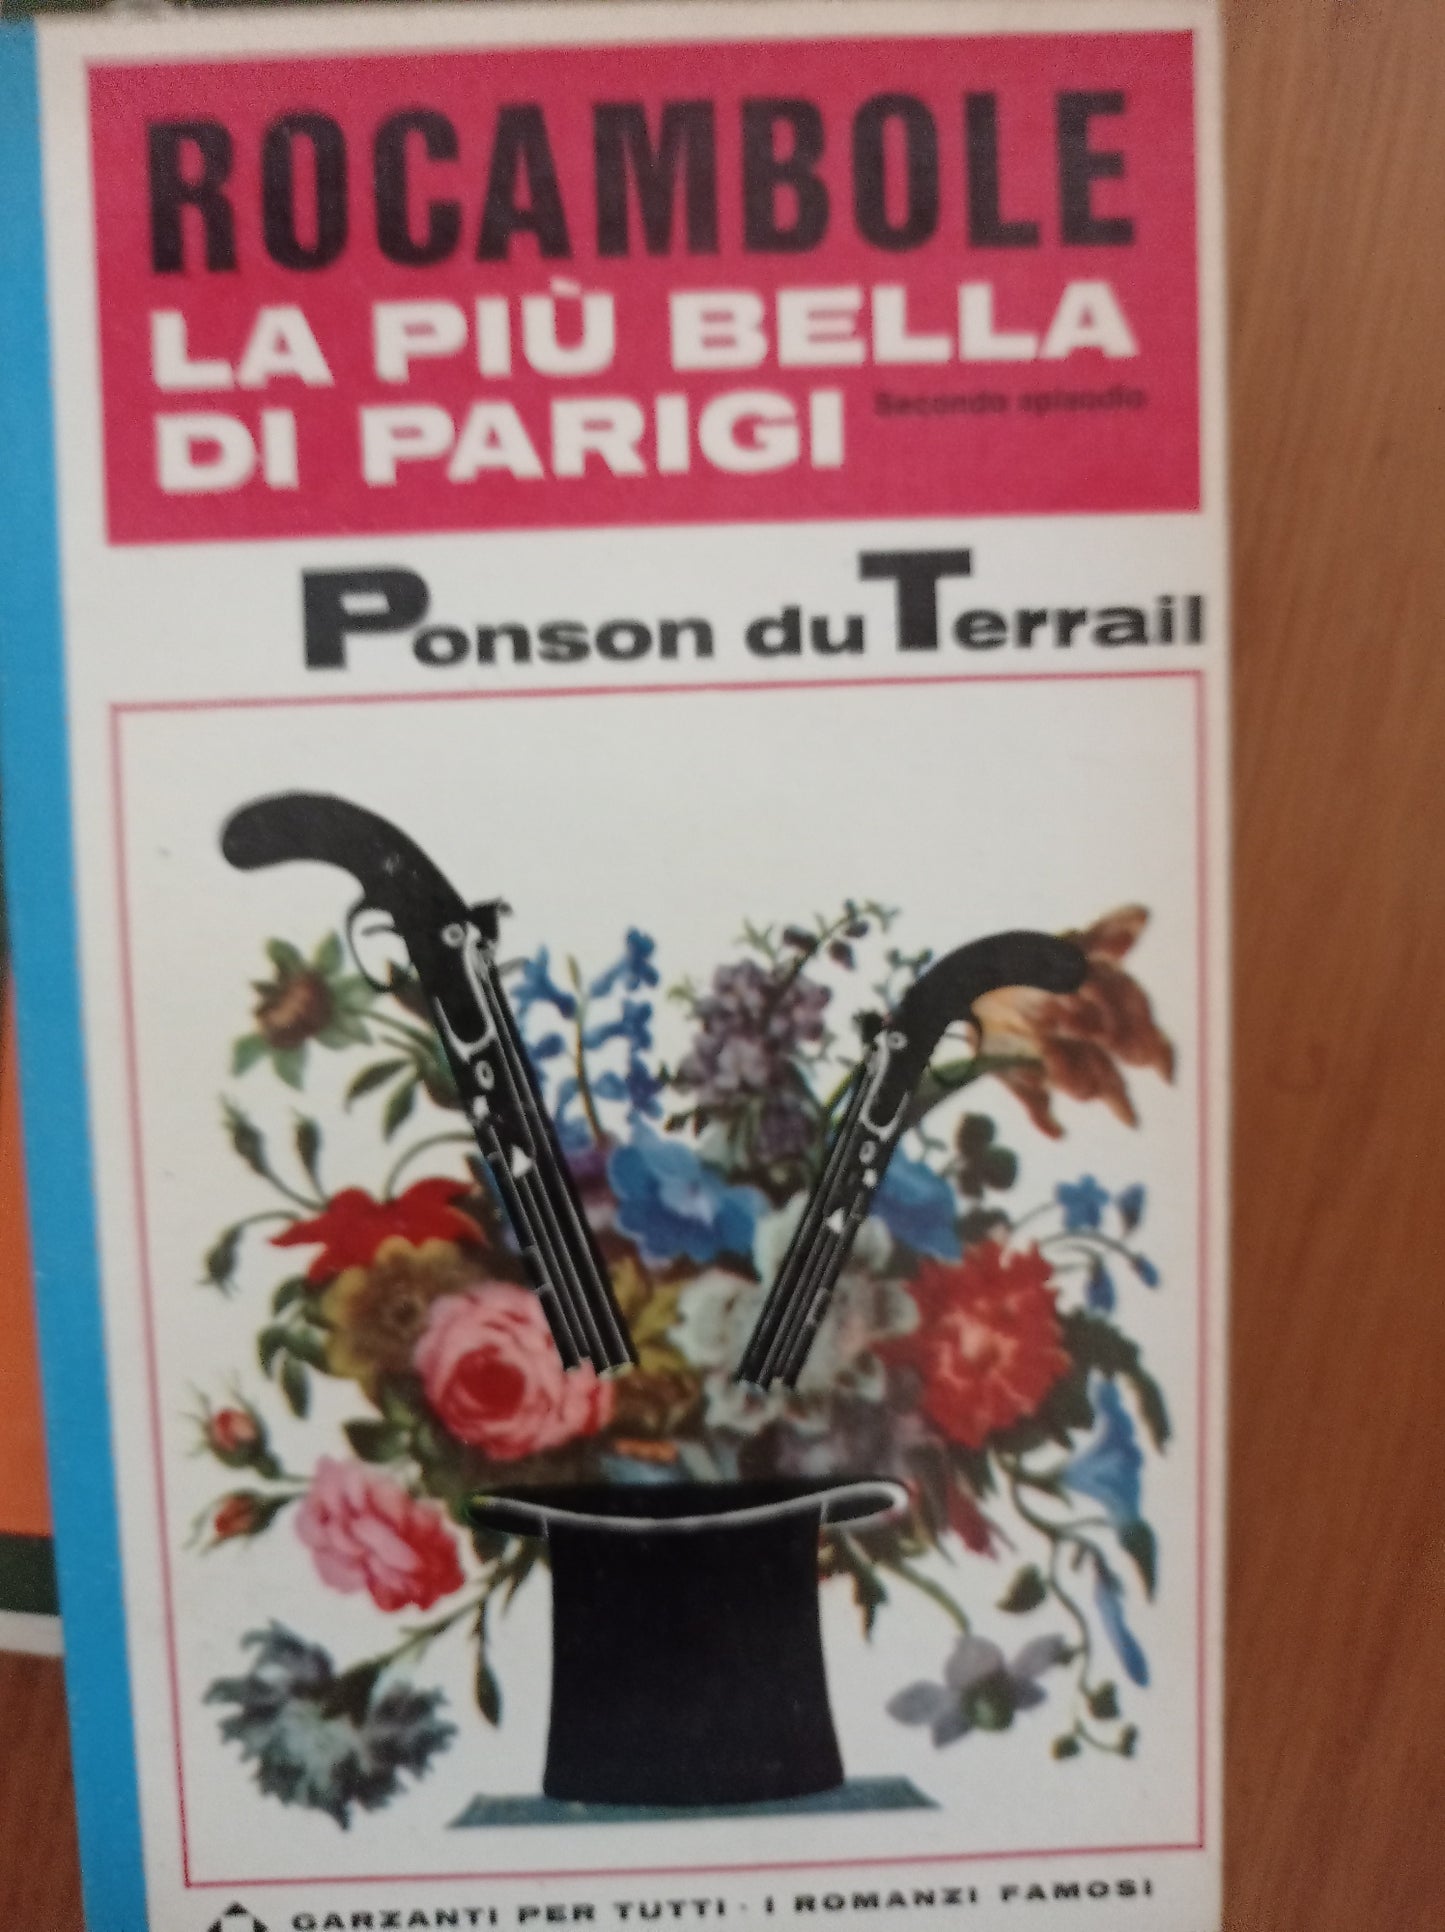 ROCAMBOLE
LA PIÙ BELLA
DI PARIGI Secondo episodio
Ponson du Terrail
GARZANTI PER TUTTI · I ROMANZI FAMOSI